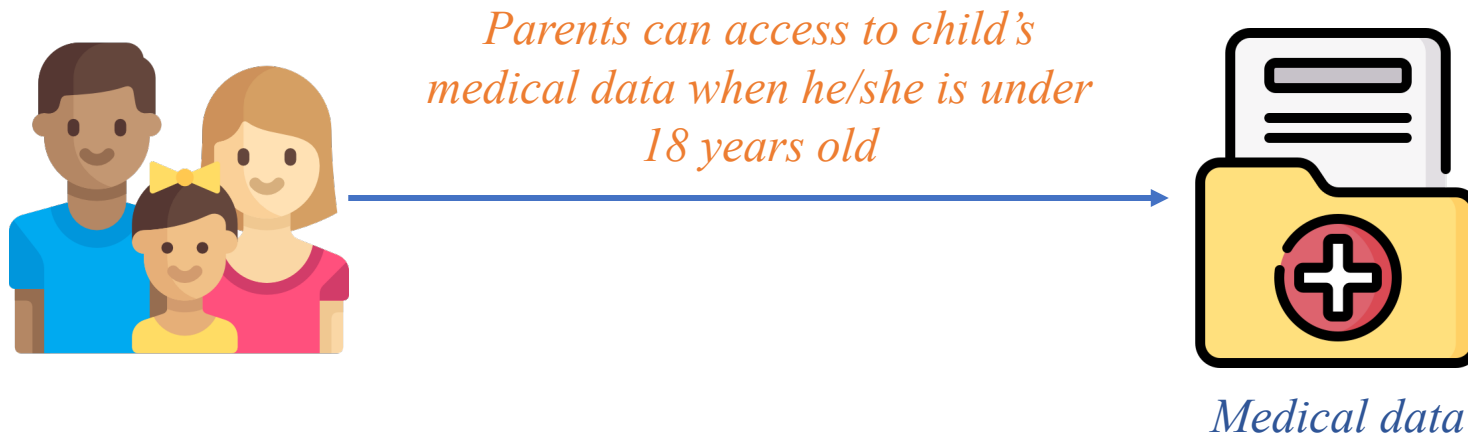 Parents can access to child’s
medical data when he/she is under
18 years old
Medical data